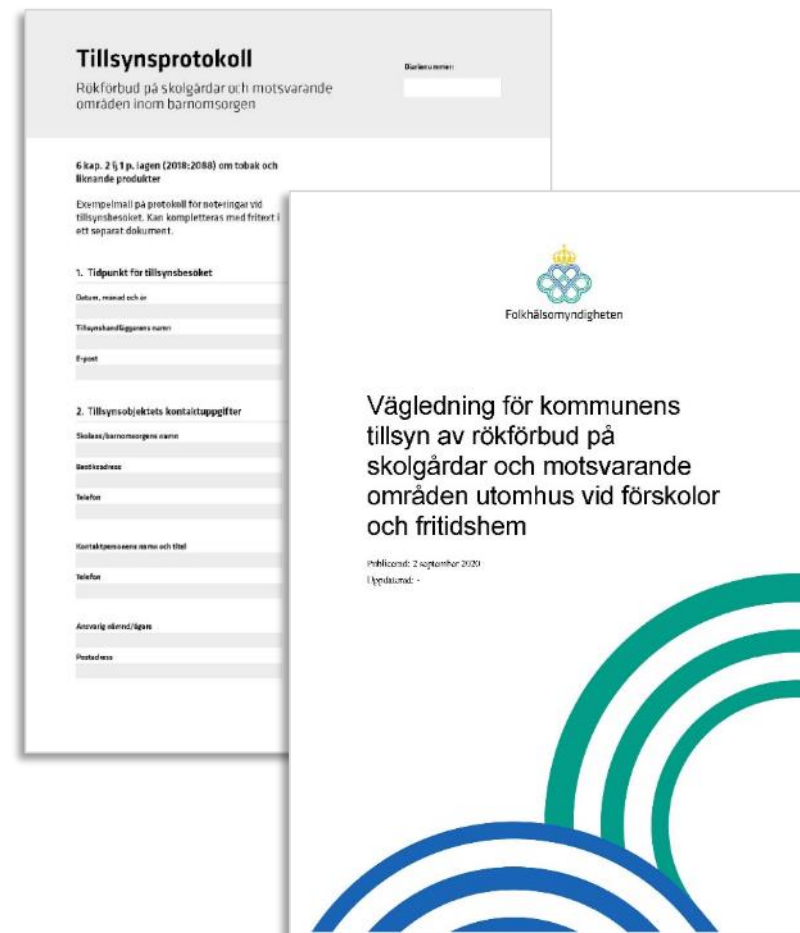 Tillsynsprotokoll
Rökförbud på skolgårdar och motsvarande
områden inom barnomsorgen
Diarienummer:
6 kap. 2 § 1 p. lagen (2018:2088) om tobak och
liknande produkter
Exempelmall på protokoll för noteringar vid
tillsynsbesöket. Kan kompletteras med fritext i
ett separat dokument.
1. Tidpunkt för tillsynsbesöket
Datum, månad och år
Tillsynshandläggarens namn
E-post
2. Tillsynsobjektets kontaktuppgifter
Skolans/barnomsorgens namn
Besöksadress
Telefon
Kontaktpersonens namn och titel
Telefon
Ansvarig nämnd/ägare
Postadress
Folkhälsomyndigheten
Vägledning för kommunens
tillsyn av rökförbud på
skolgårdar och motsvarande
områden utomhus vid förskolor
och fritidshem
Publicerad: 2 september 2020
Uppdaterad: -